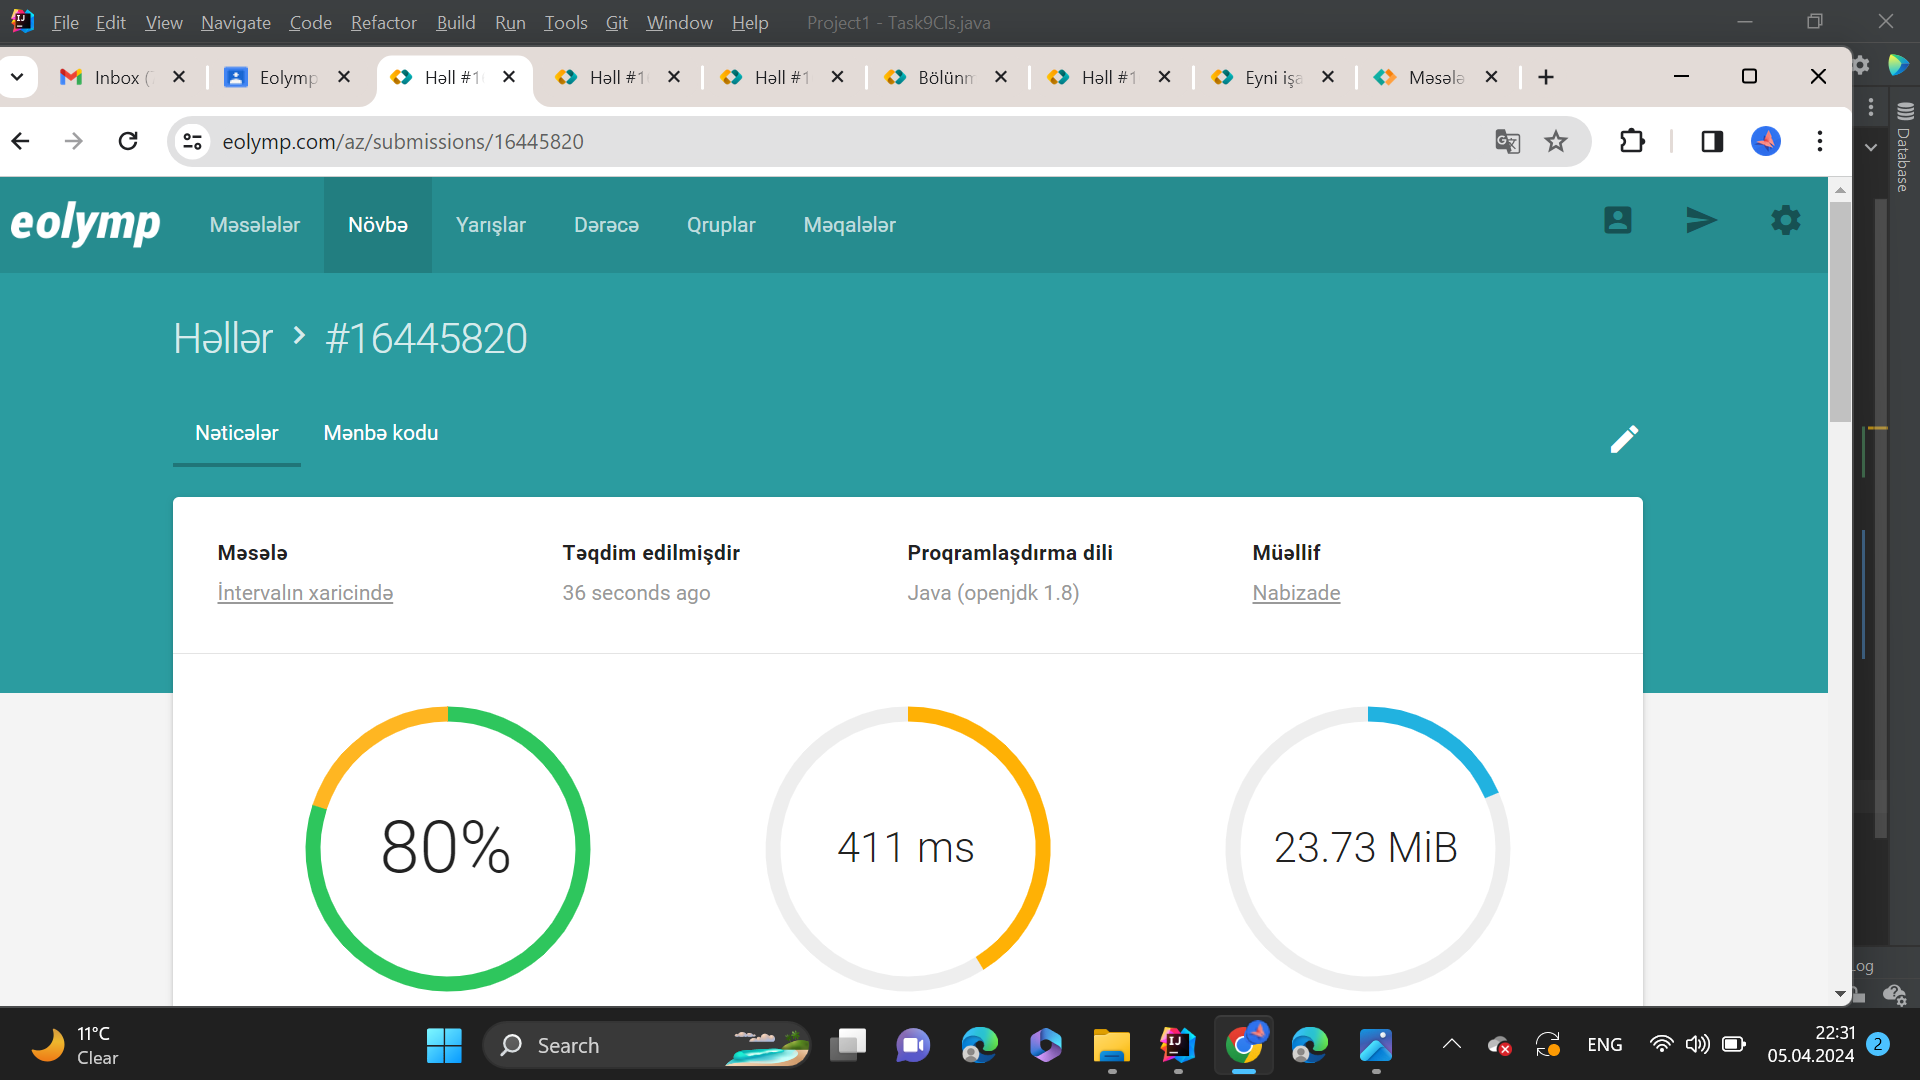 File Edit View Navigate Code Refactor Build Run Tools Git Window Help Project1 - Task9Cls.java
Inbox (
Eolymp
Həll #1
Həll #1
Həll #1
Bölünm
Həll #1
Eyni işa
Məsələ
eolymp.com/az/submissions/16445820
Database
eolymp Məsələlər Növbə Yarışlar Dərəcə Qruplar Məqalələr
Həllər > #16445820
Nəticələr Mənbə kodu
Məsələ Təqdim edilmişdir Proqramlaşdırma dili Müəllif
İntervalın xaricində 36 seconds ago Java (openjdk 1.8) Nabizade
80% 411 ms 23.73 MiB
11°C
Clear
Search
ENG
22:31
05.04.2024
2